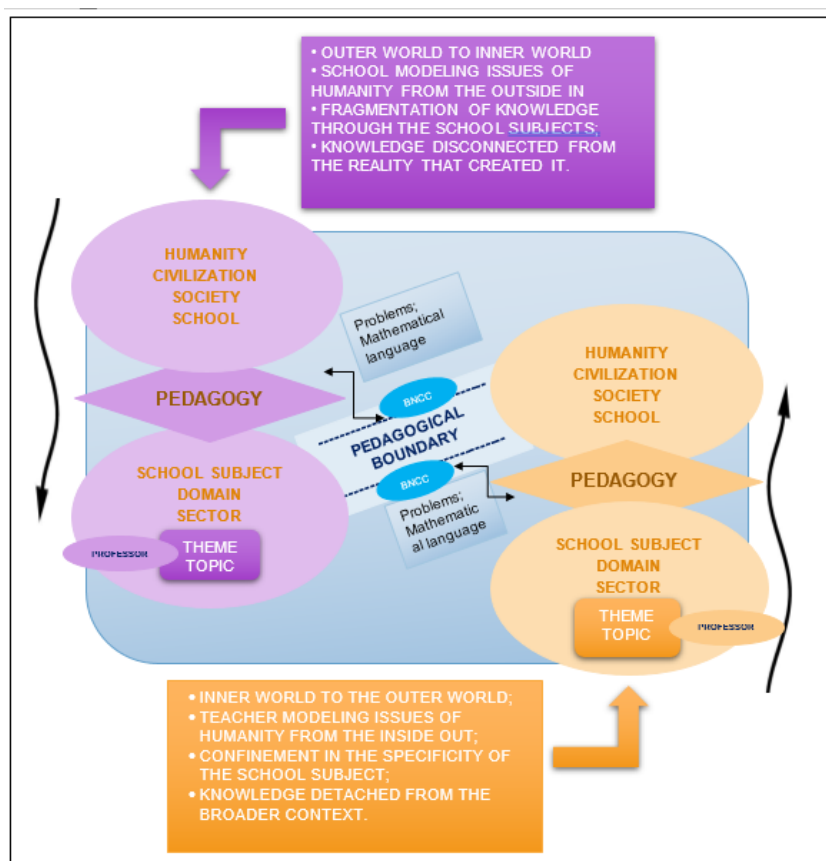 • OUTER WORLD TO INNER WORLD
• SCHOOL MODELING ISSUES OF
HUMANITY FROM THE OUTSIDE IN
• FRAGMENTATION OF KNOWLEDGE
THROUGH THE SCHOOL SUBJECTS;
• KNOWLEDGE DISCONNECTED FROM
THE REALITY THAT CREATED IT.
HUMANITY
CIVILIZATION
SOCIETY
SCHOOL
PEDAGOGY
SCHOOL SUBJECT
DOMAIN
SECTOR
PROFESSOR
THEME
TOPIC
Problems;
Mathematical
language
BNCC
PEDAGOGICAL
BOUNDARY
BNCC
Problems;
Mathematic
al language
HUMANITY
CIVILIZATION
SOCIETY
SCHOOL
PEDAGOGY
SCHOOL SUBJECT
DOMAIN
SECTOR
THEME
TOPIC
PROFESSOR
• INNER WORLD TO THE OUTER WORLD;
• TEACHER MODELING ISSUES OF
HUMANITY FROM THE INSIDE OUT;
• CONFINEMENT IN THE SPECIFICITY OF
THE SCHOOL SUBJECT;
• KNOWLEDGE DETACHED FROM THE
BROADER CONTEXT.